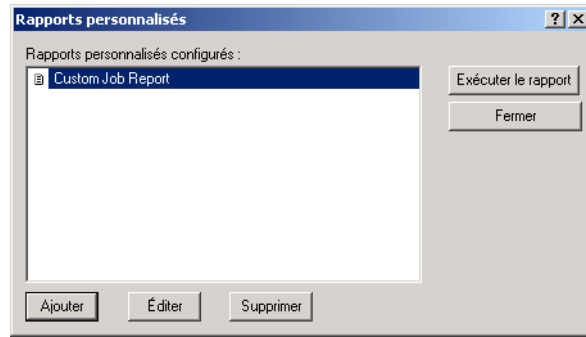 Rapports personnalisés
Rapports personnalisés configurés :
Custom Job Report
Exécuter le rapport
Fermer
Ajouter
Éditer
Supprimer